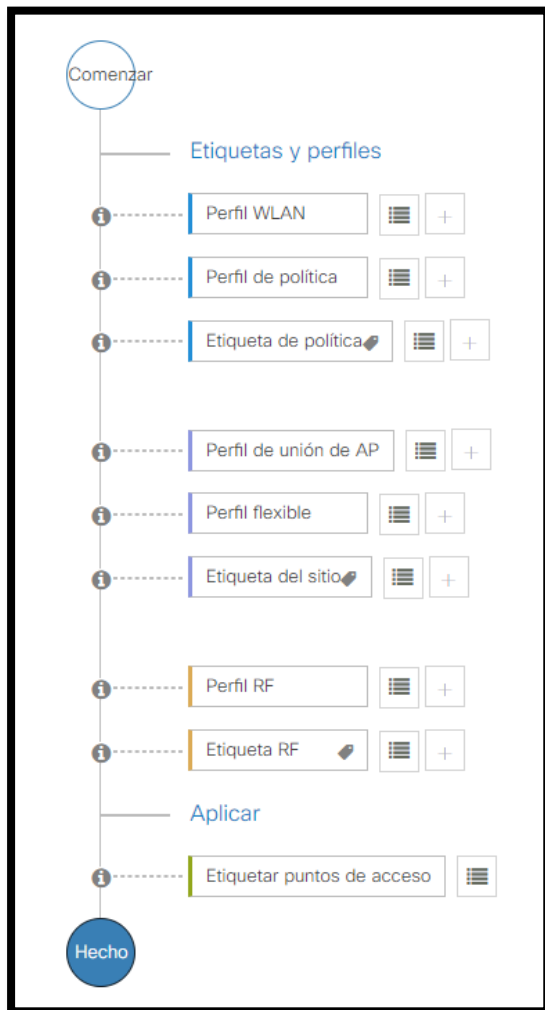 Comenzar
Etiquetas y perfiles
Perfil WLAN
Perfil de política
Etiqueta de política
Perfil de unión de AP
Perfil flexible
Etiqueta del sitio
Perfil RF
Etiqueta RF
Aplicar
Etiquetar puntos de acceso
Hecho